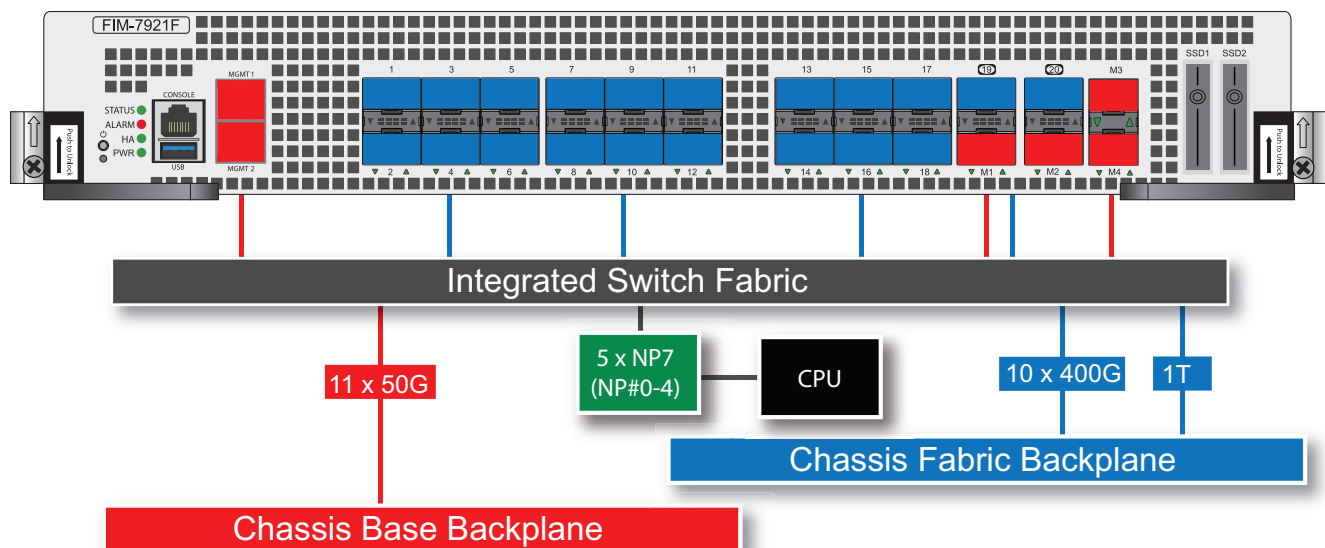 FIM-7921F
SSD1 SSD2
MGMT 1
1 3 5 7 9 11 13 15 17 19 20 M3
CONSOLE
STATUS
ALARM
HA
PWR
USB
MGMT 2
2 4 6 8 10 12 14 16 18 M1 M2 M4
Push to Unlock
Push to Unlock
Integrated Switch Fabric
11 x 50G
5 x NP7
(NP#0-4)
CPU
10 x 400G
1T
Chassis Fabric Backplane
Chassis Base Backplane